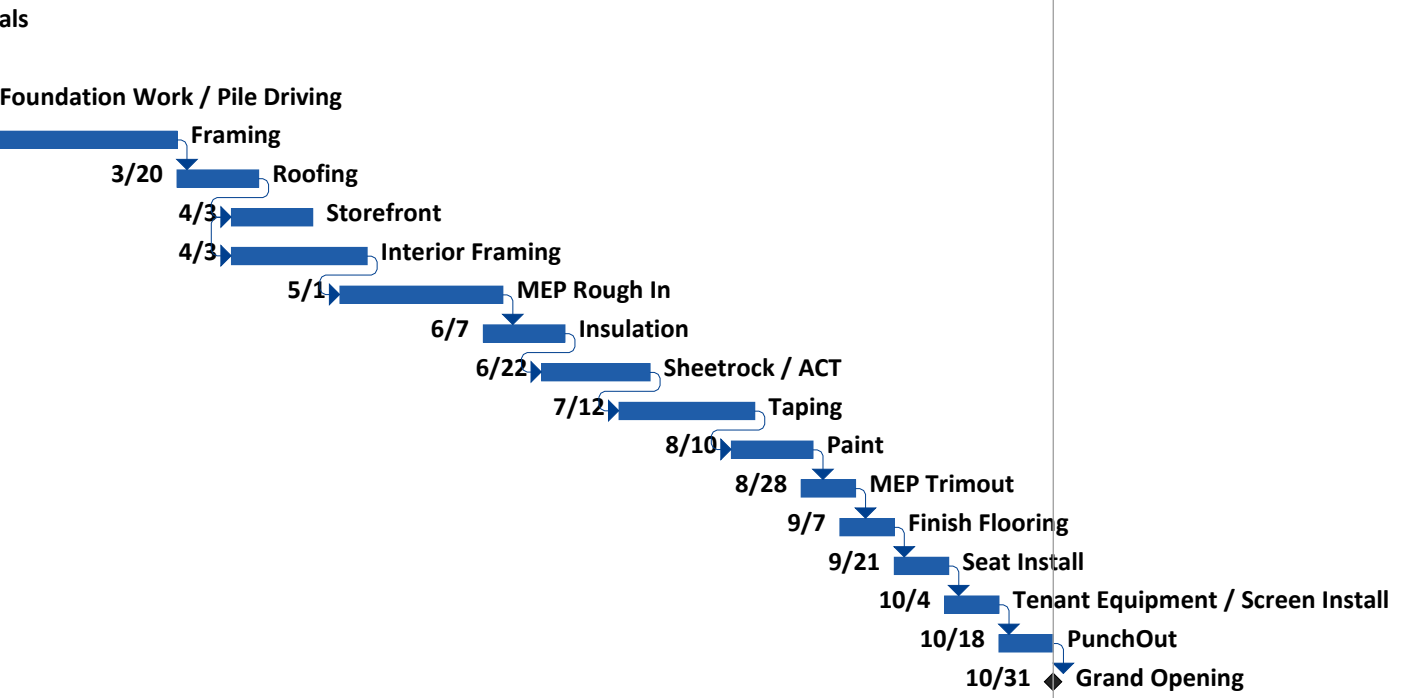 als
Foundation Work / Pile Driving
Framing
3/20 Roofing
4/3 Storefront
4/3 Interior Framing
5/1 MEP Rough In
6/7 Insulation
6/22 Sheetrock / ACT
7/12 Taping
8/10 Paint
8/28 MEP Trimout
9/7 Finish Flooring
9/21 Seat Install
10/4 Tenant Equipment / Screen Install
10/18 PunchOut
10/31 Grand Opening